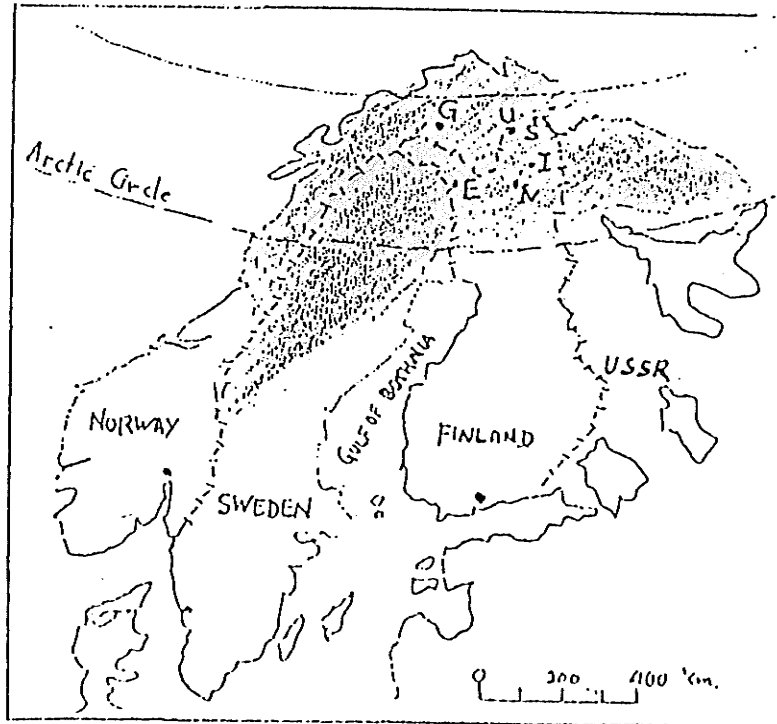 G
U
S
I
E
N
Arctic Circle
NORWAY
SWEDEN
GULF OF BOTHNIA
FINLAND
USSR
0 200 400 km.